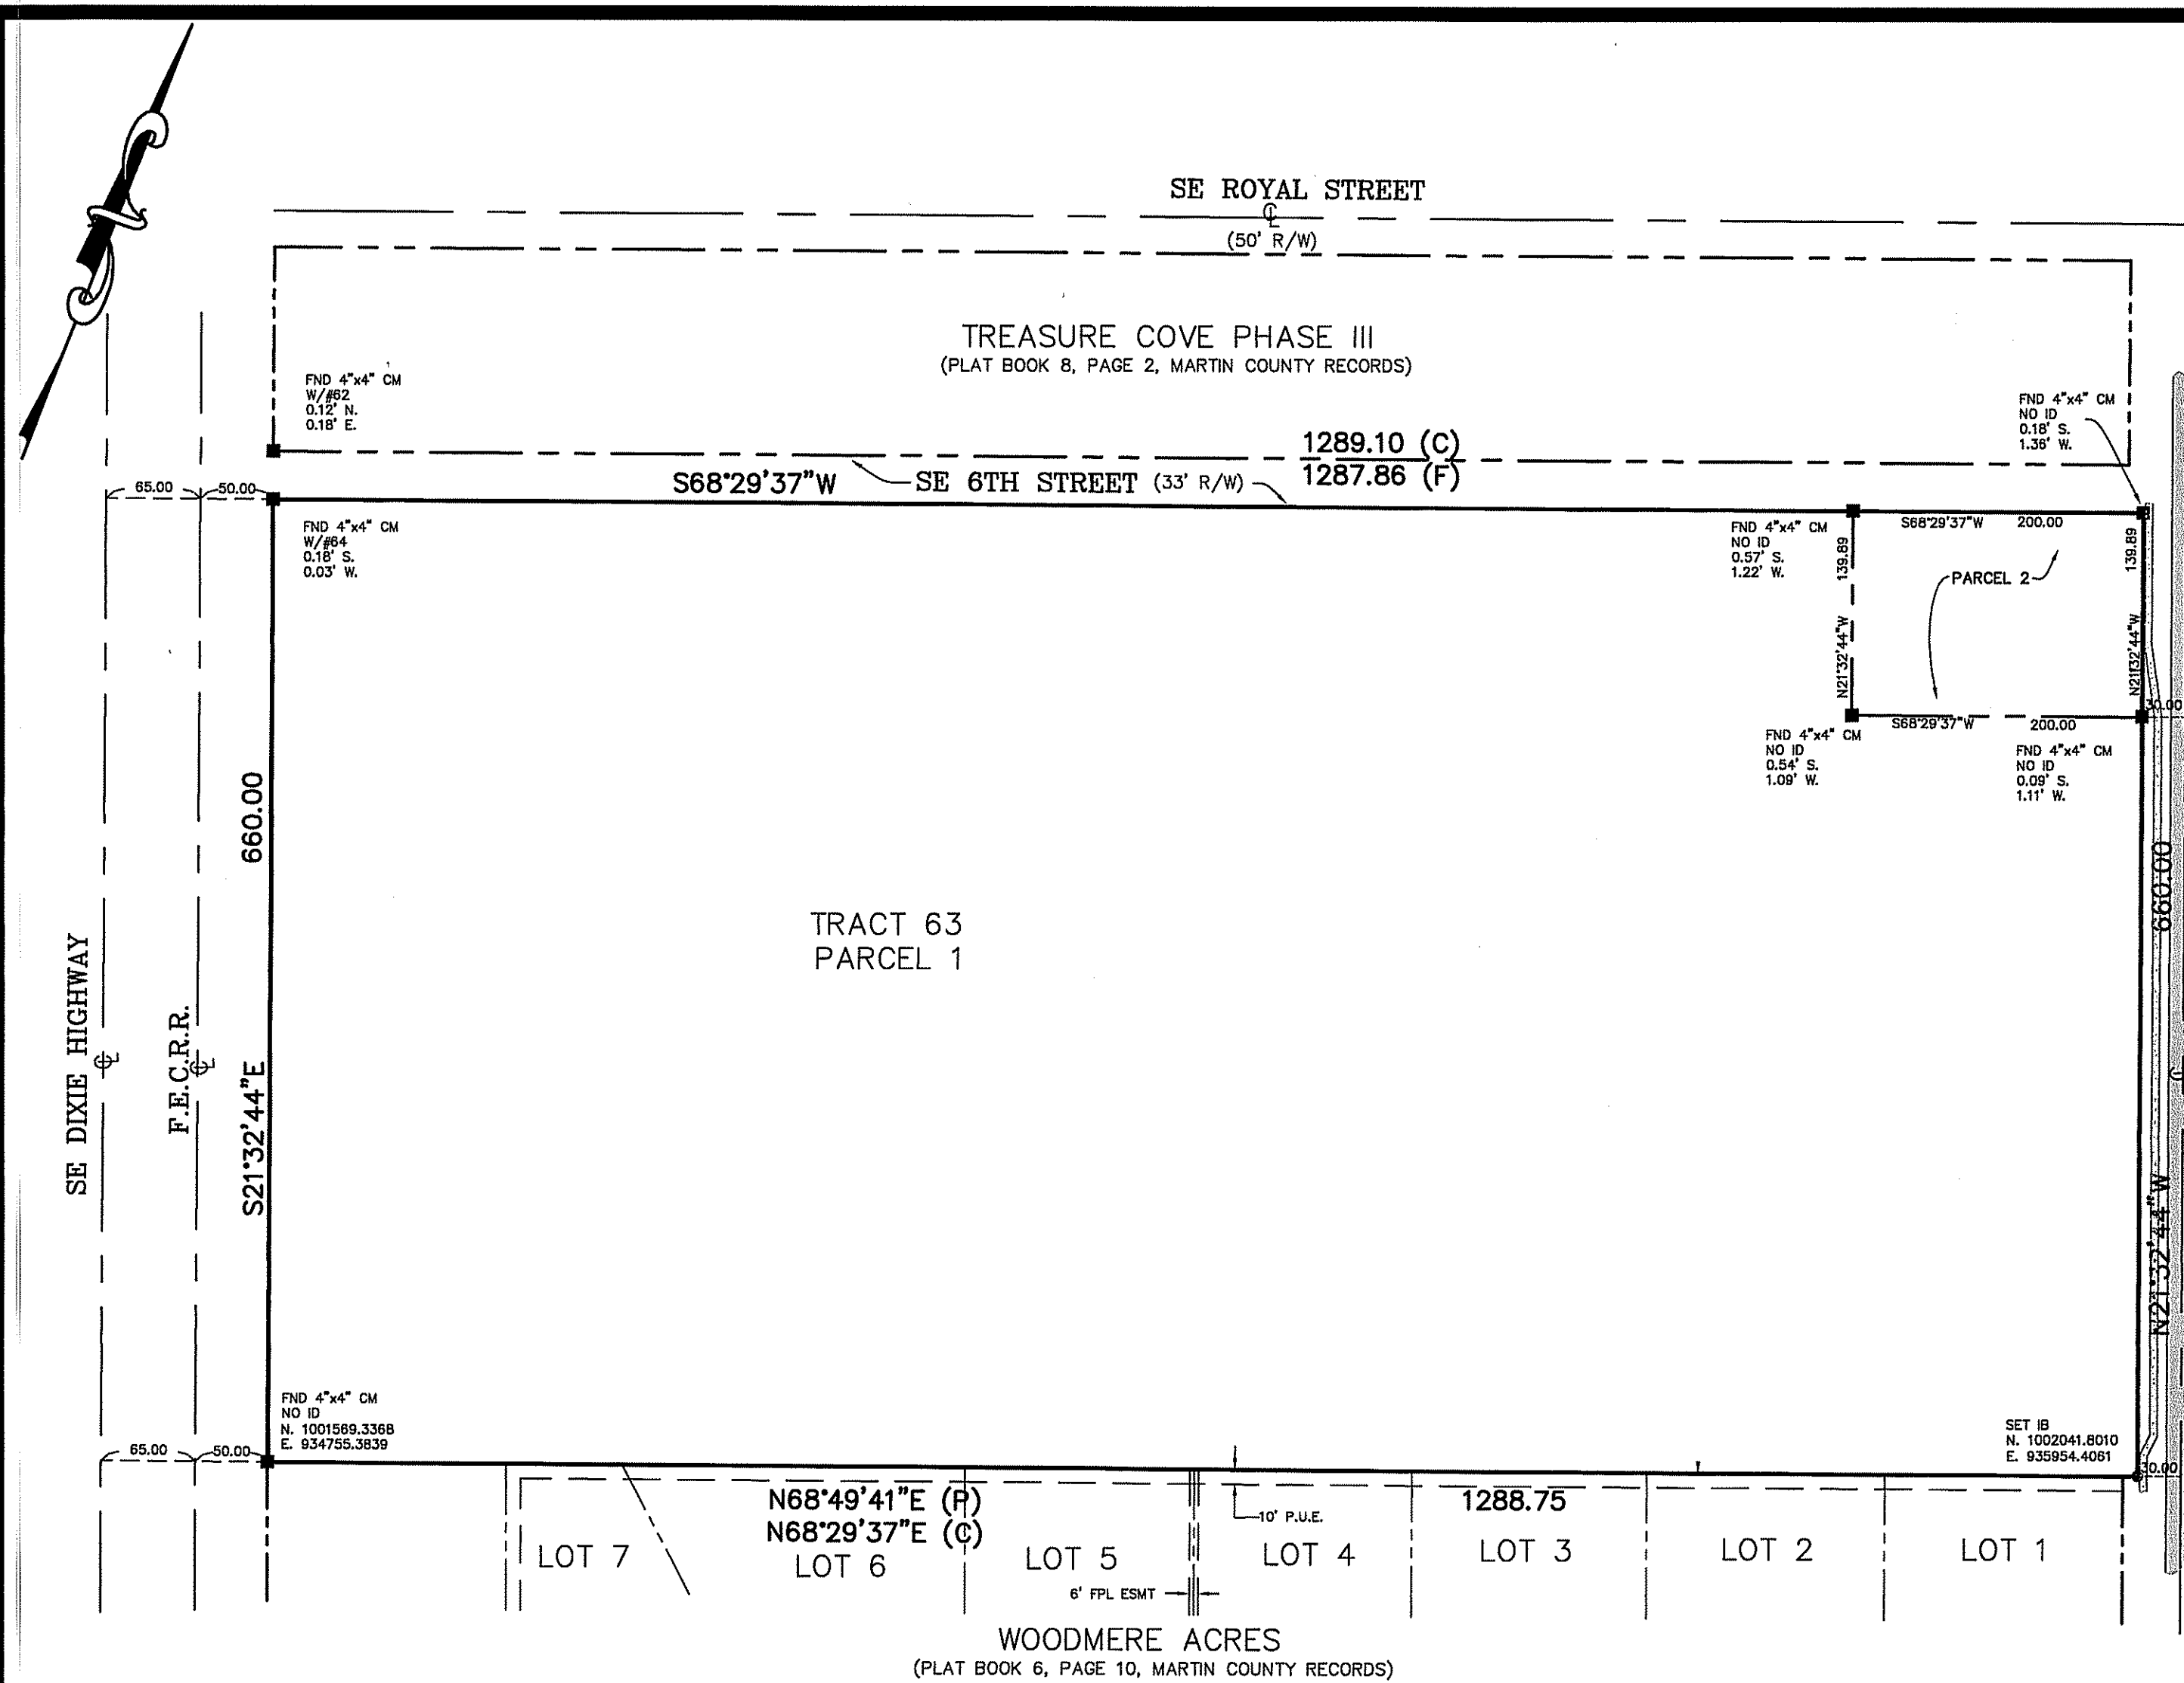 SE ROYAL STREET
(50' R/W)
TREASURE COVE PHASE III
(PLAT BOOK 8, PAGE 2, MARTIN COUNTY RECORDS)
FND 4"x4" CM
W/#62
0.12' N.
0.18' E.
FND 4"x4" CM
NO ID
0.18' S.
1.36' W.
1289.10 (C)
1287.86 (F)
S68°29'37"W
SE 6TH STREET (33' R/W)
65.00
50.00
FND 4"x4" CM
W/#64
0.18' S.
0.03' W.
FND 4"x4" CM
NO ID
0.57' S.
1.22' W.
S68°29'37"W 200.00
139.89
N21°32'44"W
139.89
N21°32'44"W
PARCEL 2
30.00
S68°29'37"W 200.00
FND 4"x4" CM
NO ID
0.54' S.
1.09' W.
FND 4"x4" CM
NO ID
0.09' S.
1.11' W.
660.00
S21°32'44"E
660.00
N21°32'44"W
TRACT 63
PARCEL 1
SE DIXIE HIGHWAY
F.E.C.R.R.
FND 4"x4" CM
NO ID
N. 1001569.3368
E. 934755.3839
SET IB
N. 1002041.8010
E. 935954.4061
65.00
50.00
30.00
N68°49'41"E (P)
N68°29'37"E (C)
1288.75
10' P.U.E.
LOT 7
LOT 6
LOT 5
LOT 4
LOT 3
LOT 2
LOT 1
6' FPL ESMT
WOODMERE ACRES
(PLAT BOOK 6, PAGE 10, MARTIN COUNTY RECORDS)